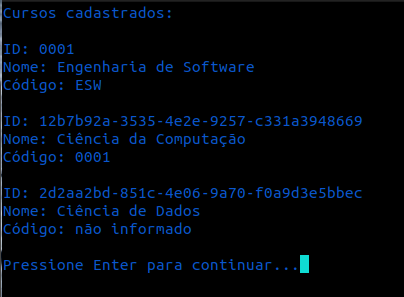 Cursos cadastrados:
ID: 0001
Nome: Engenharia de Software
Código: ESW
ID: 12b7b92a-3535-4e2e-9257-c331a3948669
Nome: Ciência da Computação
Código: 0001
ID: 2d2aa2bd-851c-4e06-9a70-f0a9d3e5bbec
Nome: Ciência de Dados
Código: não informado
Pressione Enter para continuar...